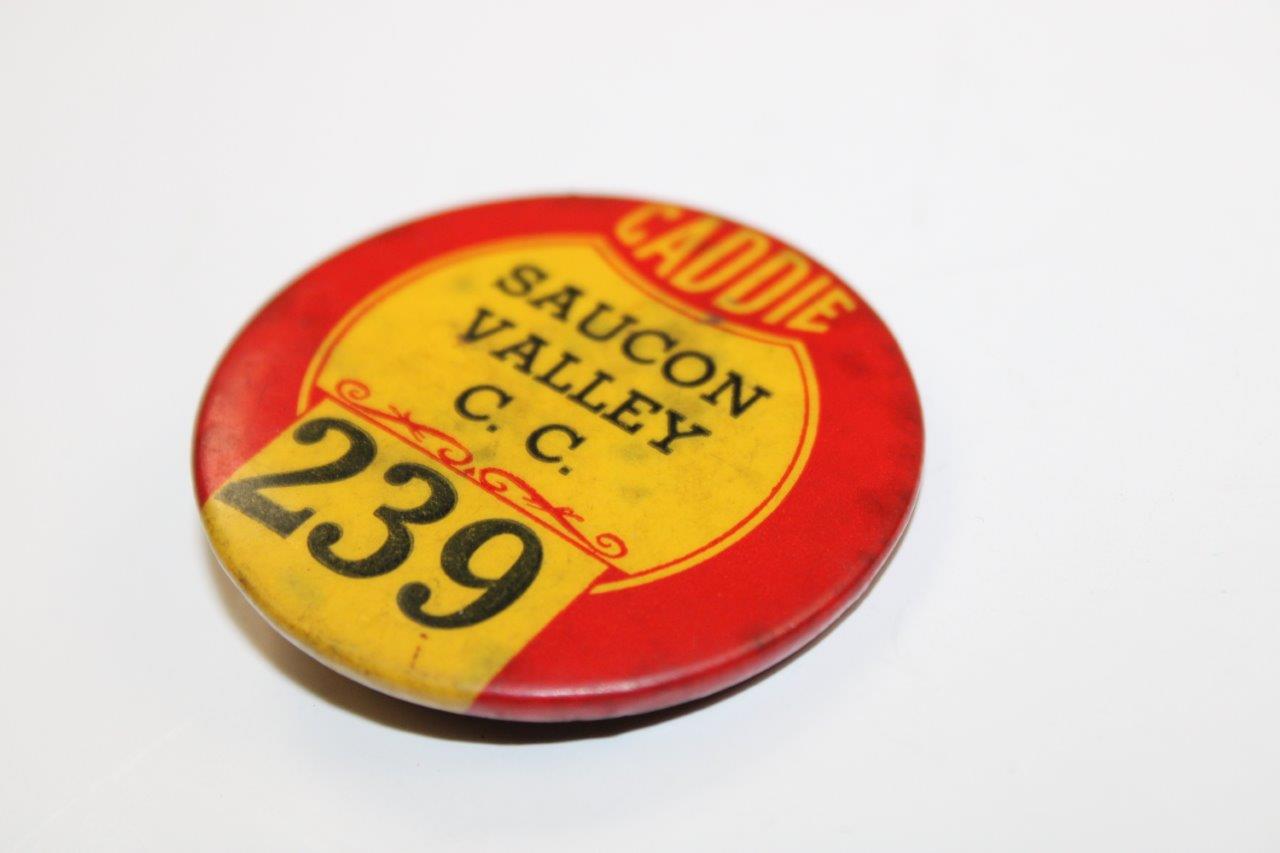 CADDIE
SAUCON
VALLEY
C. C.
239